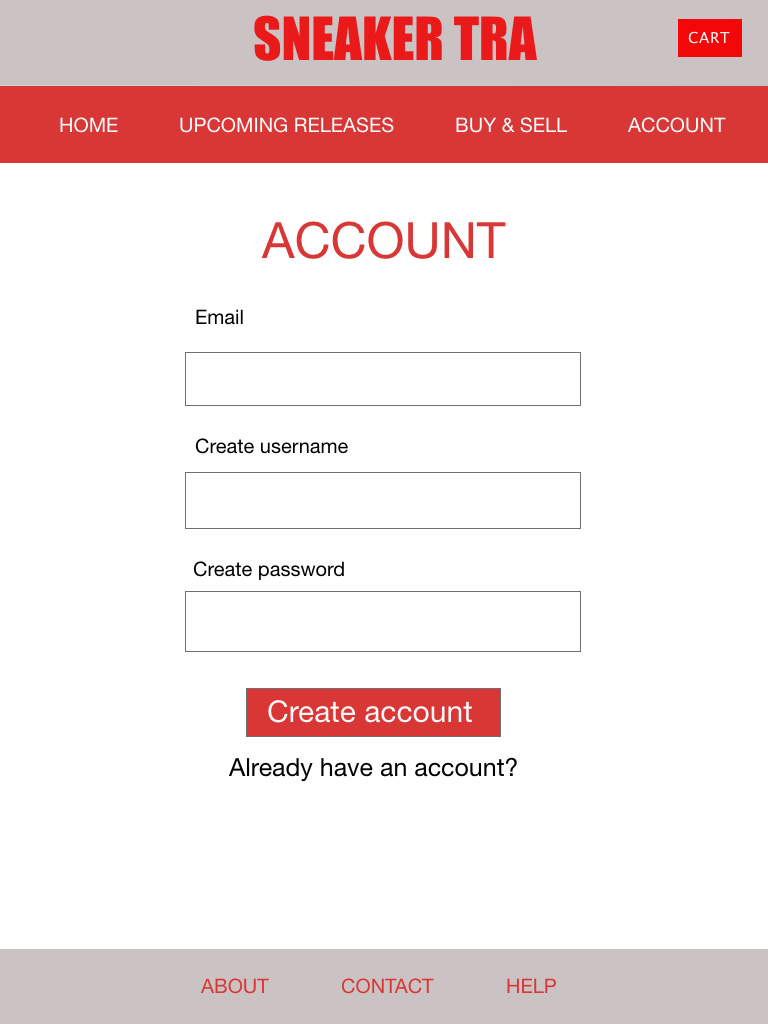 SNEAKER TRA
CART
HOME UPCOMING RELEASES BUY & SELL ACCOUNT
ACCOUNT
Email
Create username
Create password
Create account
Already have an account?
ABOUT CONTACT HELP